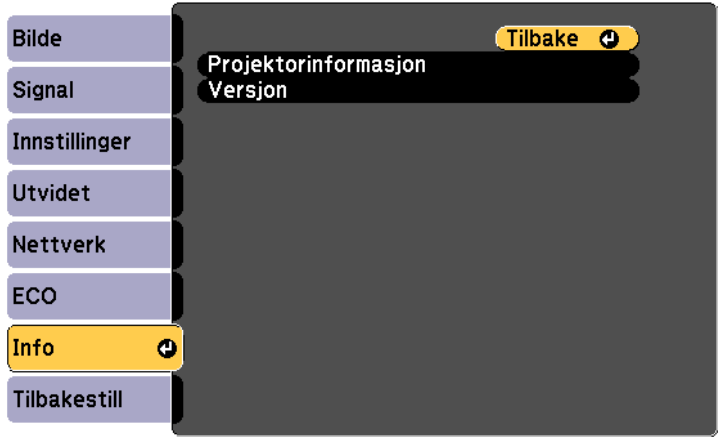 Bilde
Signal
Innstillinger
Utvidet
Nettverk
ECO
Info
Tilbakestill
Tilbake
Projektorinformasjon
Versjon